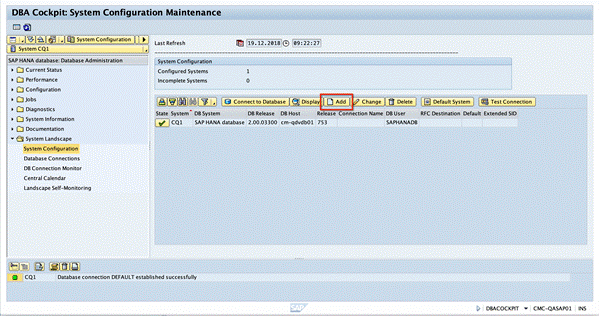 DBA Cockpit: System Configuration Maintenance
System Configuration
System CQ1
SAP HANA database: Database Administration
Current Status
Performance
Configuration
Jobs
Diagnostics
System Information
Documentation
System Landscape
System Configuration
Database Connections
DB Connection Monitor
Central Calendar
Landscape Self-Monitoring
Last Refresh 19.12.2018 09:22:27
System Configuration
Configured Systems 1
Incomplete Systems 0
Connect to Database Display Add Change Delete Default System Test Connection
State System DB System DB Release DB Host Release Connection Name DB User RFC Destination Default Extended SID
CQ1 SAP HANA database 2.00.03300 cm-qdvdb01 753 SAPHANADB
CQ1 Database connection DEFAULT established successfully
SAP
DBACOCKPIT CMC-QASAP01 INS